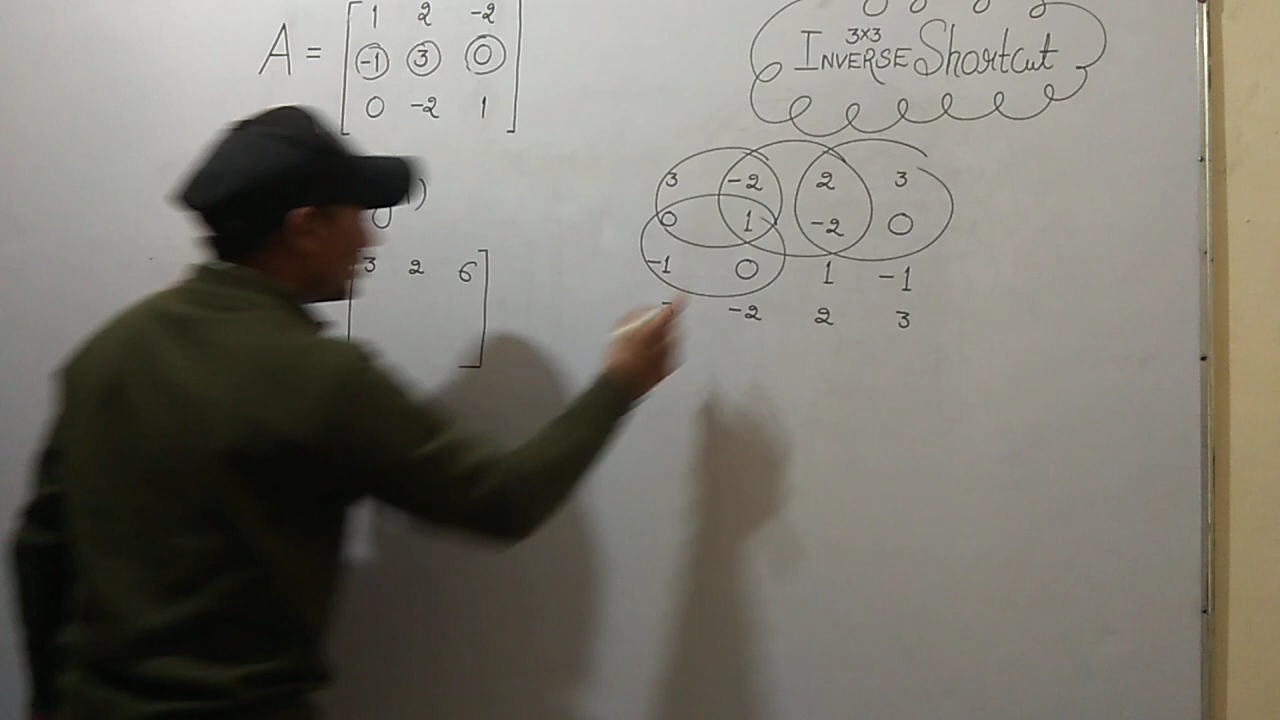 A = [ 1 2 -2
-1 3 0
0 -2 1 ]
3×3
INVERSE Shortcut
3 -2 2 3
0 1 -2 0
-1 0 1 -1
-2 2 3
3 2 6